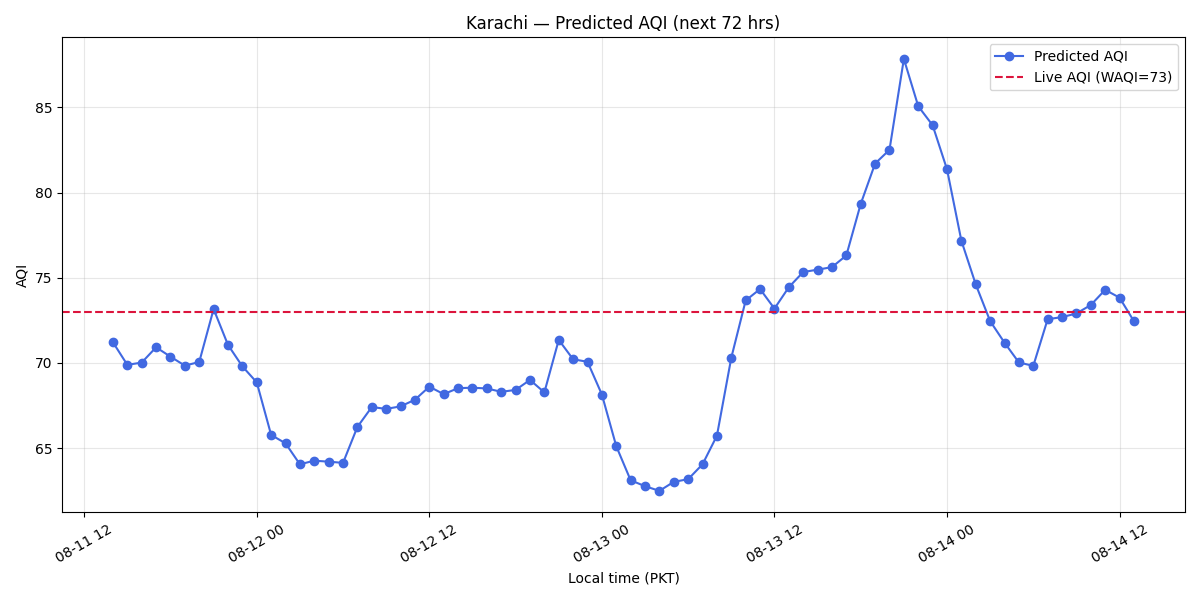 Karachi — Predicted AQI (next 72 hrs)
Predicted AQI
Live AQI (WAQI=73)
AQI
85
80
75
70
65
08-11 12
08-12 00
08-12 12
08-13 00
08-13 12
08-14 00
08-14 12
Local time (PKT)